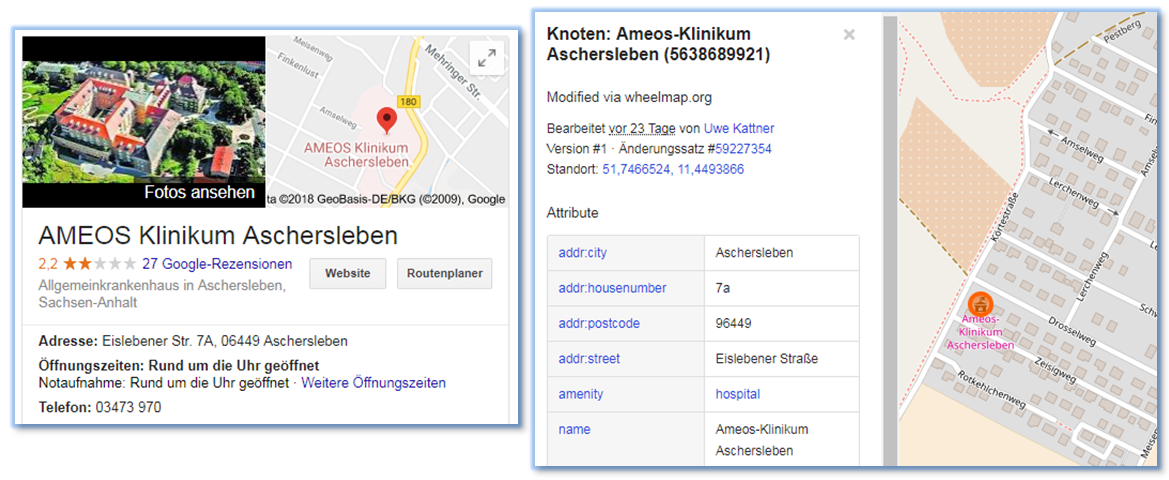 Meisenweg
Finkenlust
Mehringer Str.
Amselweg
180
AMEOS Klinikum
Aschersleben
Fotos ansehen
ta ©2018 GeoBasis-DE/BKG (©2009), Google
AMEOS Klinikum Aschersleben
2,2 27 Google-Rezensionen
Website
Routenplaner
Allgemeinkrankenhaus in Aschersleben,
Sachsen-Anhalt
Adresse: Eislebener Str. 7A, 06449 Aschersleben
Öffnungszeiten: Rund um die Uhr geöffnet
Notaufnahme: Rund um die Uhr geöffnet · Weitere Öffnungszeiten
Telefon: 03473 970
Knoten: Ameos-Klinikum
Aschersleben (5638689921)
×
Modified via wheelmap.org
Bearbeitet vor 23 Tage von Uwe Kattner
Version #1 · Änderungssatz #59227354
Standort: 51,7466524, 11,4493866
Attribute
addr:city Aschersleben
addr:housenumber 7a
addr:postcode 96449
addr:street Eislebener Straße
amenity hospital
name Ameos-Klinikum
Aschersleben
Pestberg
Amselweg
Lerchenweg
Körtestraße
Lerchenweg
Drosselweg
Zeisigweg
Rotkehlchenweg
Ameos-
Klinikum
Aschersleben